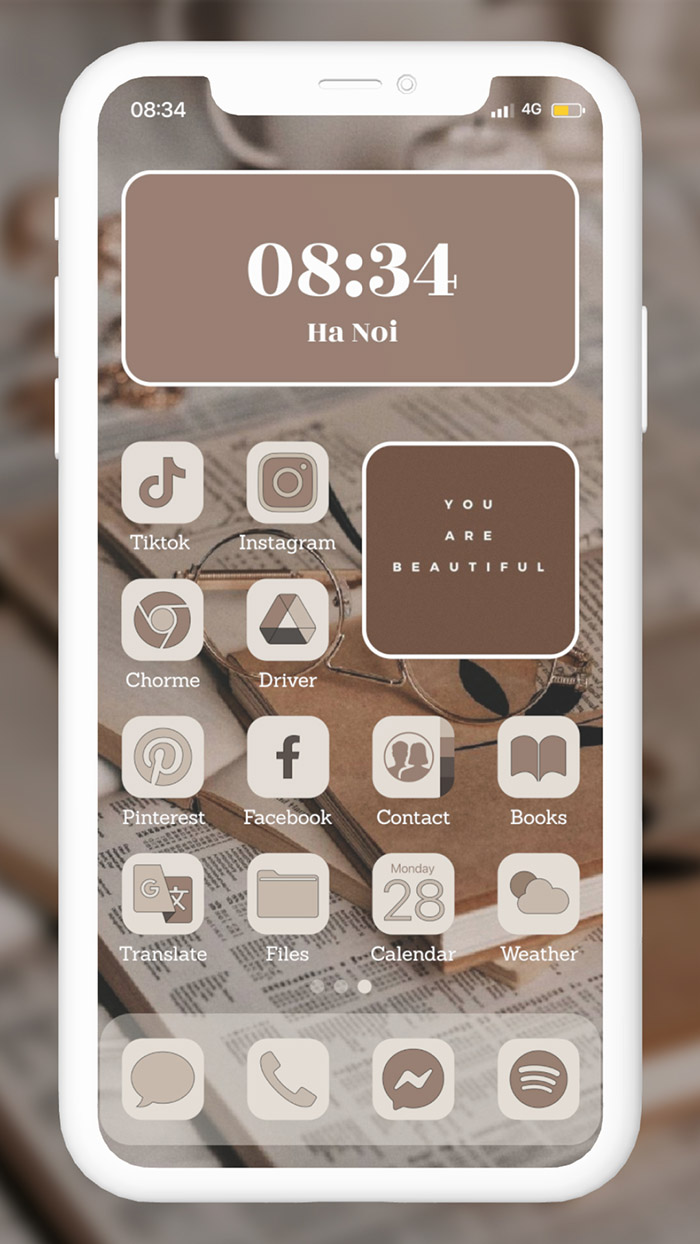 08:34
4G
08:34
Ha Noi
YOU
ARE
BEAUTIFUL
Tiktok
Instagram
Chorme
Driver
Pinterest
Facebook
Contact
Books
G 文
Monday
28
Translate
Files
Calendar
Weather